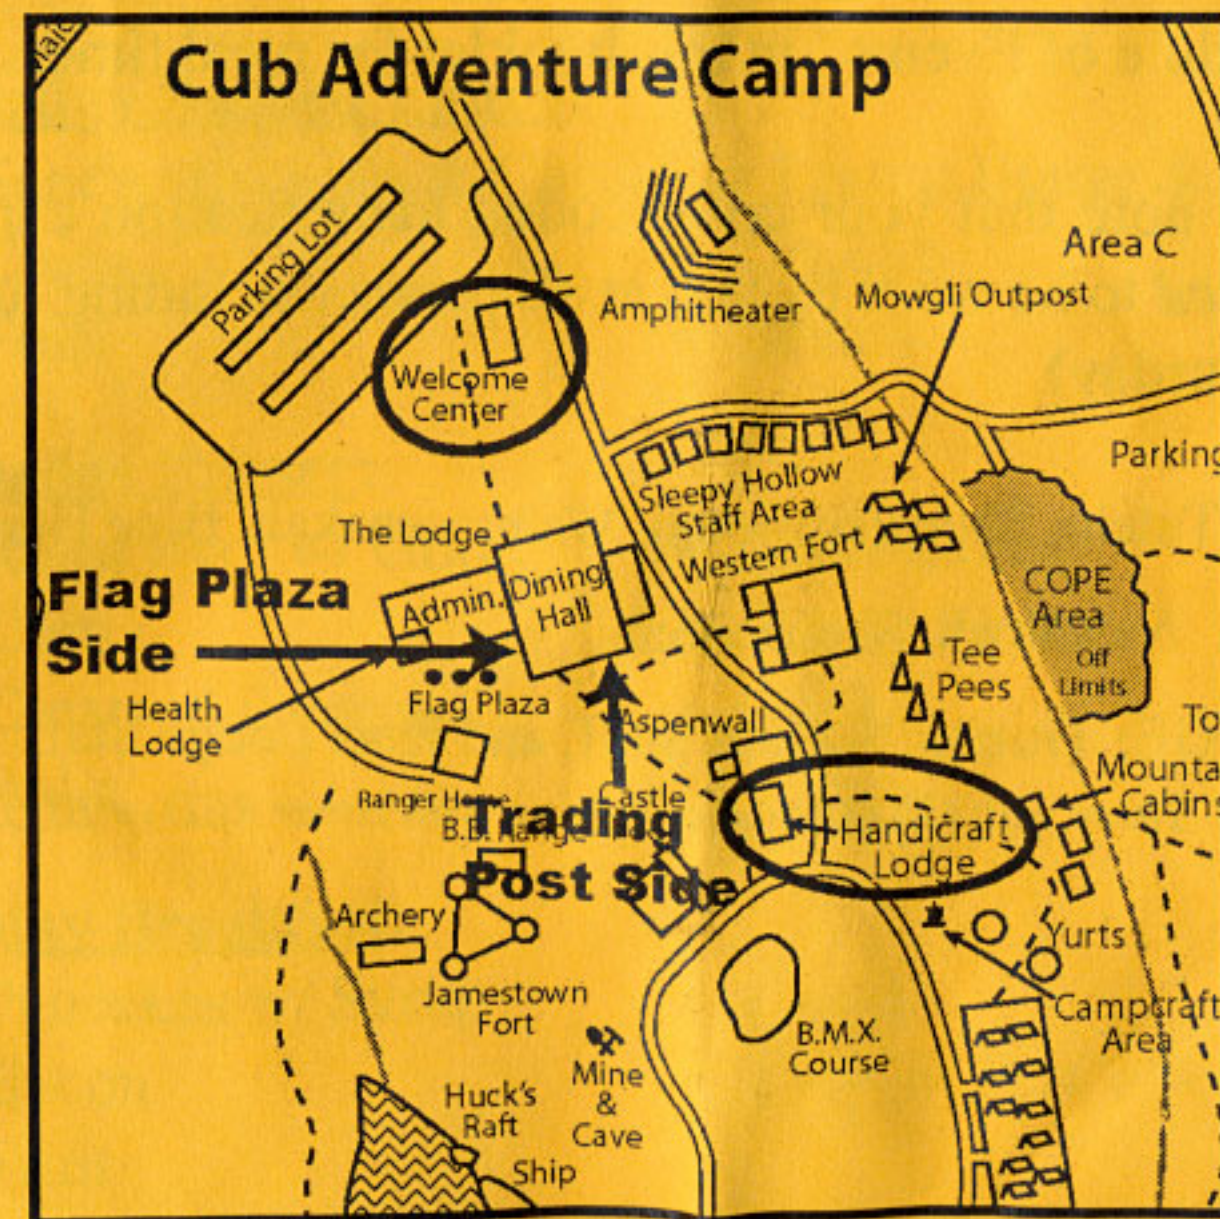 Cub Adventure Camp
Parking Lot
Amphitheater
Area C
Mowgli Outpost
Welcome
Center
Parking
Sleepy Hollow
Staff Area
The Lodge
Western Fort
Flag Plaza
Side
Admin.
Dining
Hall
COPE
Area
Off
Limits
Tee
Pees
Health
Lodge
Flag Plaza
Aspenwall
To
Mounta
Cabins
Ranger Home
Castle
B.B. Range
Trading
Post Side
Handicraft
Lodge
Archery
Yurts
Jamestown
Fort
Campcraft
Area
B.M.X.
Course
Mine
&
Cave
Huck's
Raft
Ship